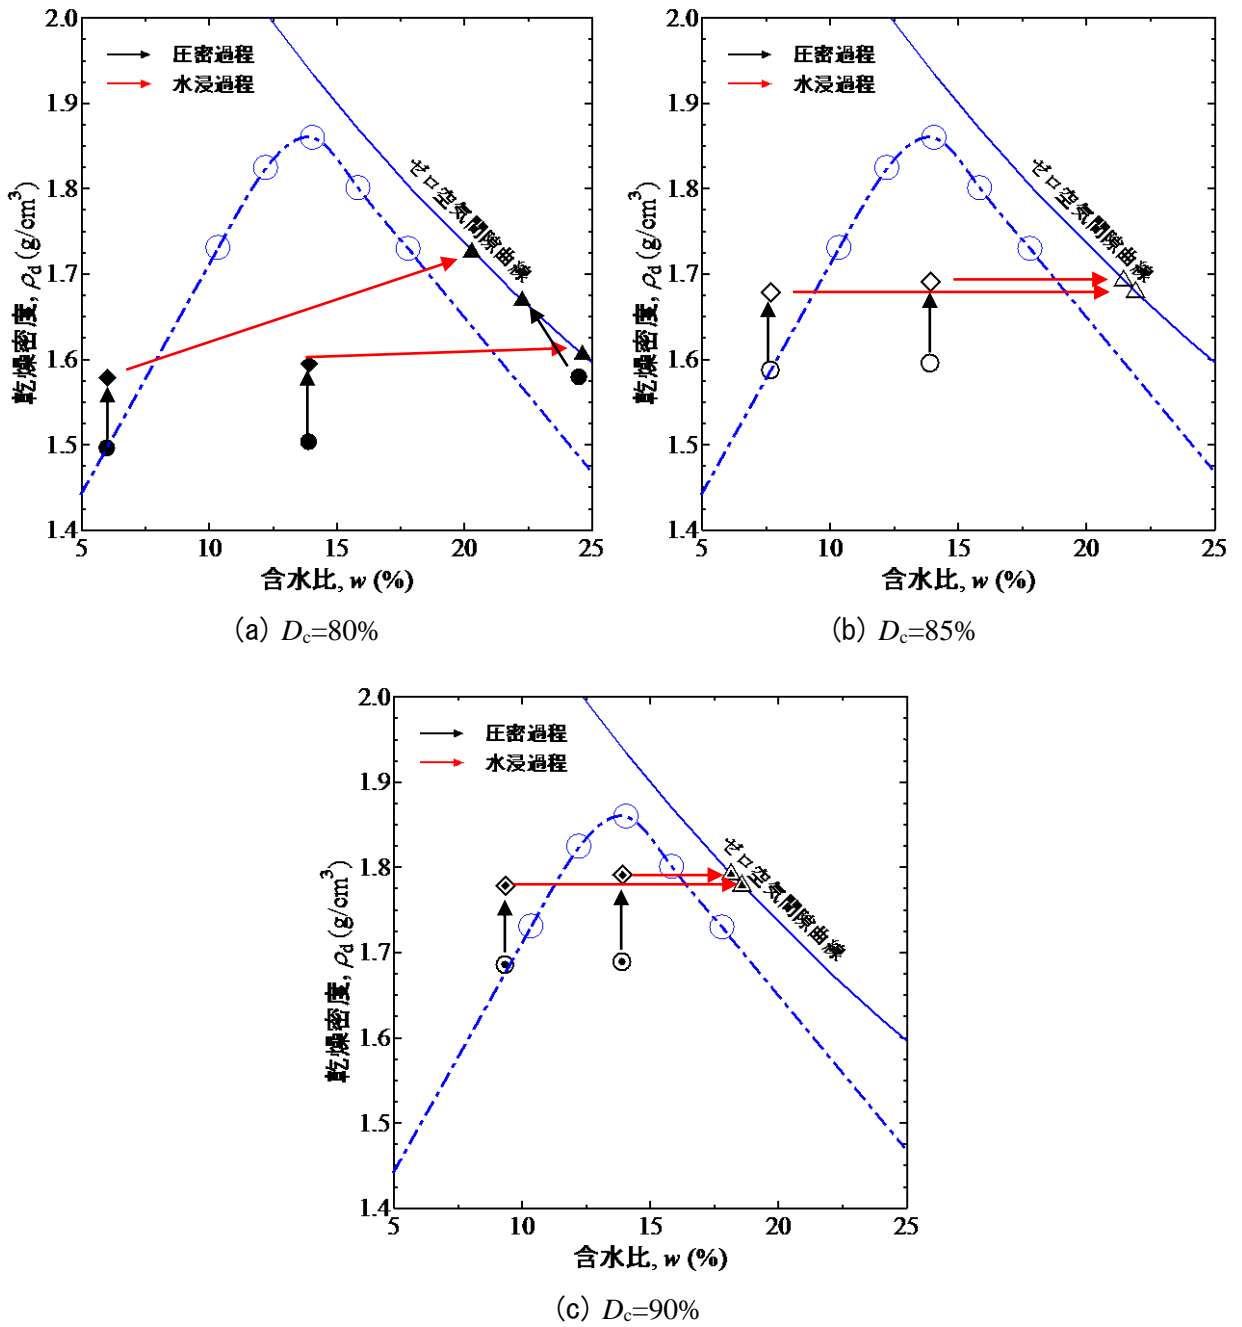 2.0
1.9
1.8
1.7
1.6
1.5
1.4
乾燥密度, ρd (g/cm3)
圧密過程
水浸過程
ゼロ空気間隙曲線
5 10 15 20 25
含水比, w (%)
(a) Dc=80%
2.0
1.9
1.8
1.7
1.6
1.5
1.4
乾燥密度, ρd (g/cm3)
圧密過程
水浸過程
ゼロ空気間隙曲線
5 10 15 20 25
含水比, w (%)
(b) Dc=85%
2.0
1.9
1.8
1.7
1.6
1.5
1.4
乾燥密度, ρd (g/cm3)
圧密過程
水浸過程
ゼロ空気間隙曲線
5 10 15 20 25
含水比, w (%)
(c) Dc=90%